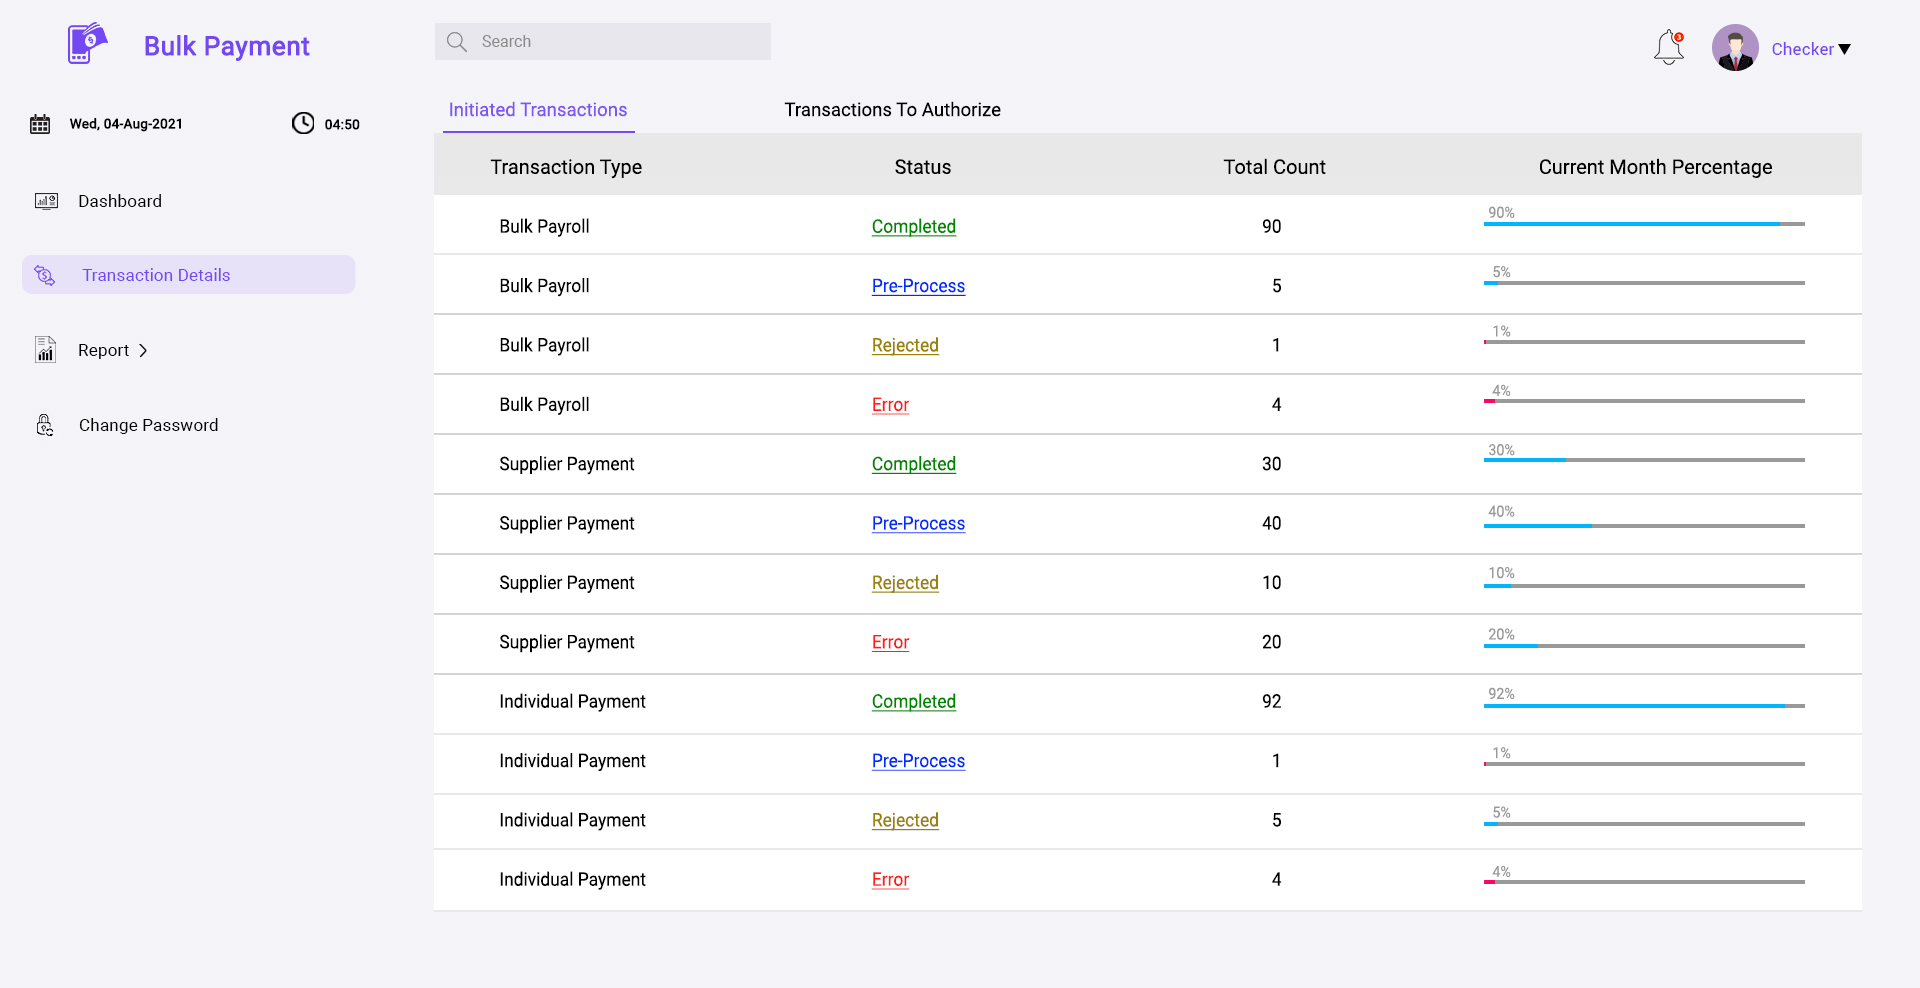 Bulk Payment
Search
3
Checker
Wed, 04-Aug-2021
04:50
Initiated Transactions
Transactions To Authorize
Dashboard
Transaction Details
Report
Change Password
Transaction Type Status Total Count Current Month Percentage
Bulk Payroll Completed 90 90%
Bulk Payroll Pre-Process 5 5%
Bulk Payroll Rejected 1 1%
Bulk Payroll Error 4 4%
Supplier Payment Completed 30 30%
Supplier Payment Pre-Process 40 40%
Supplier Payment Rejected 10 10%
Supplier Payment Error 20 20%
Individual Payment Completed 92 92%
Individual Payment Pre-Process 1 1%
Individual Payment Rejected 5 5%
Individual Payment Error 4 4%